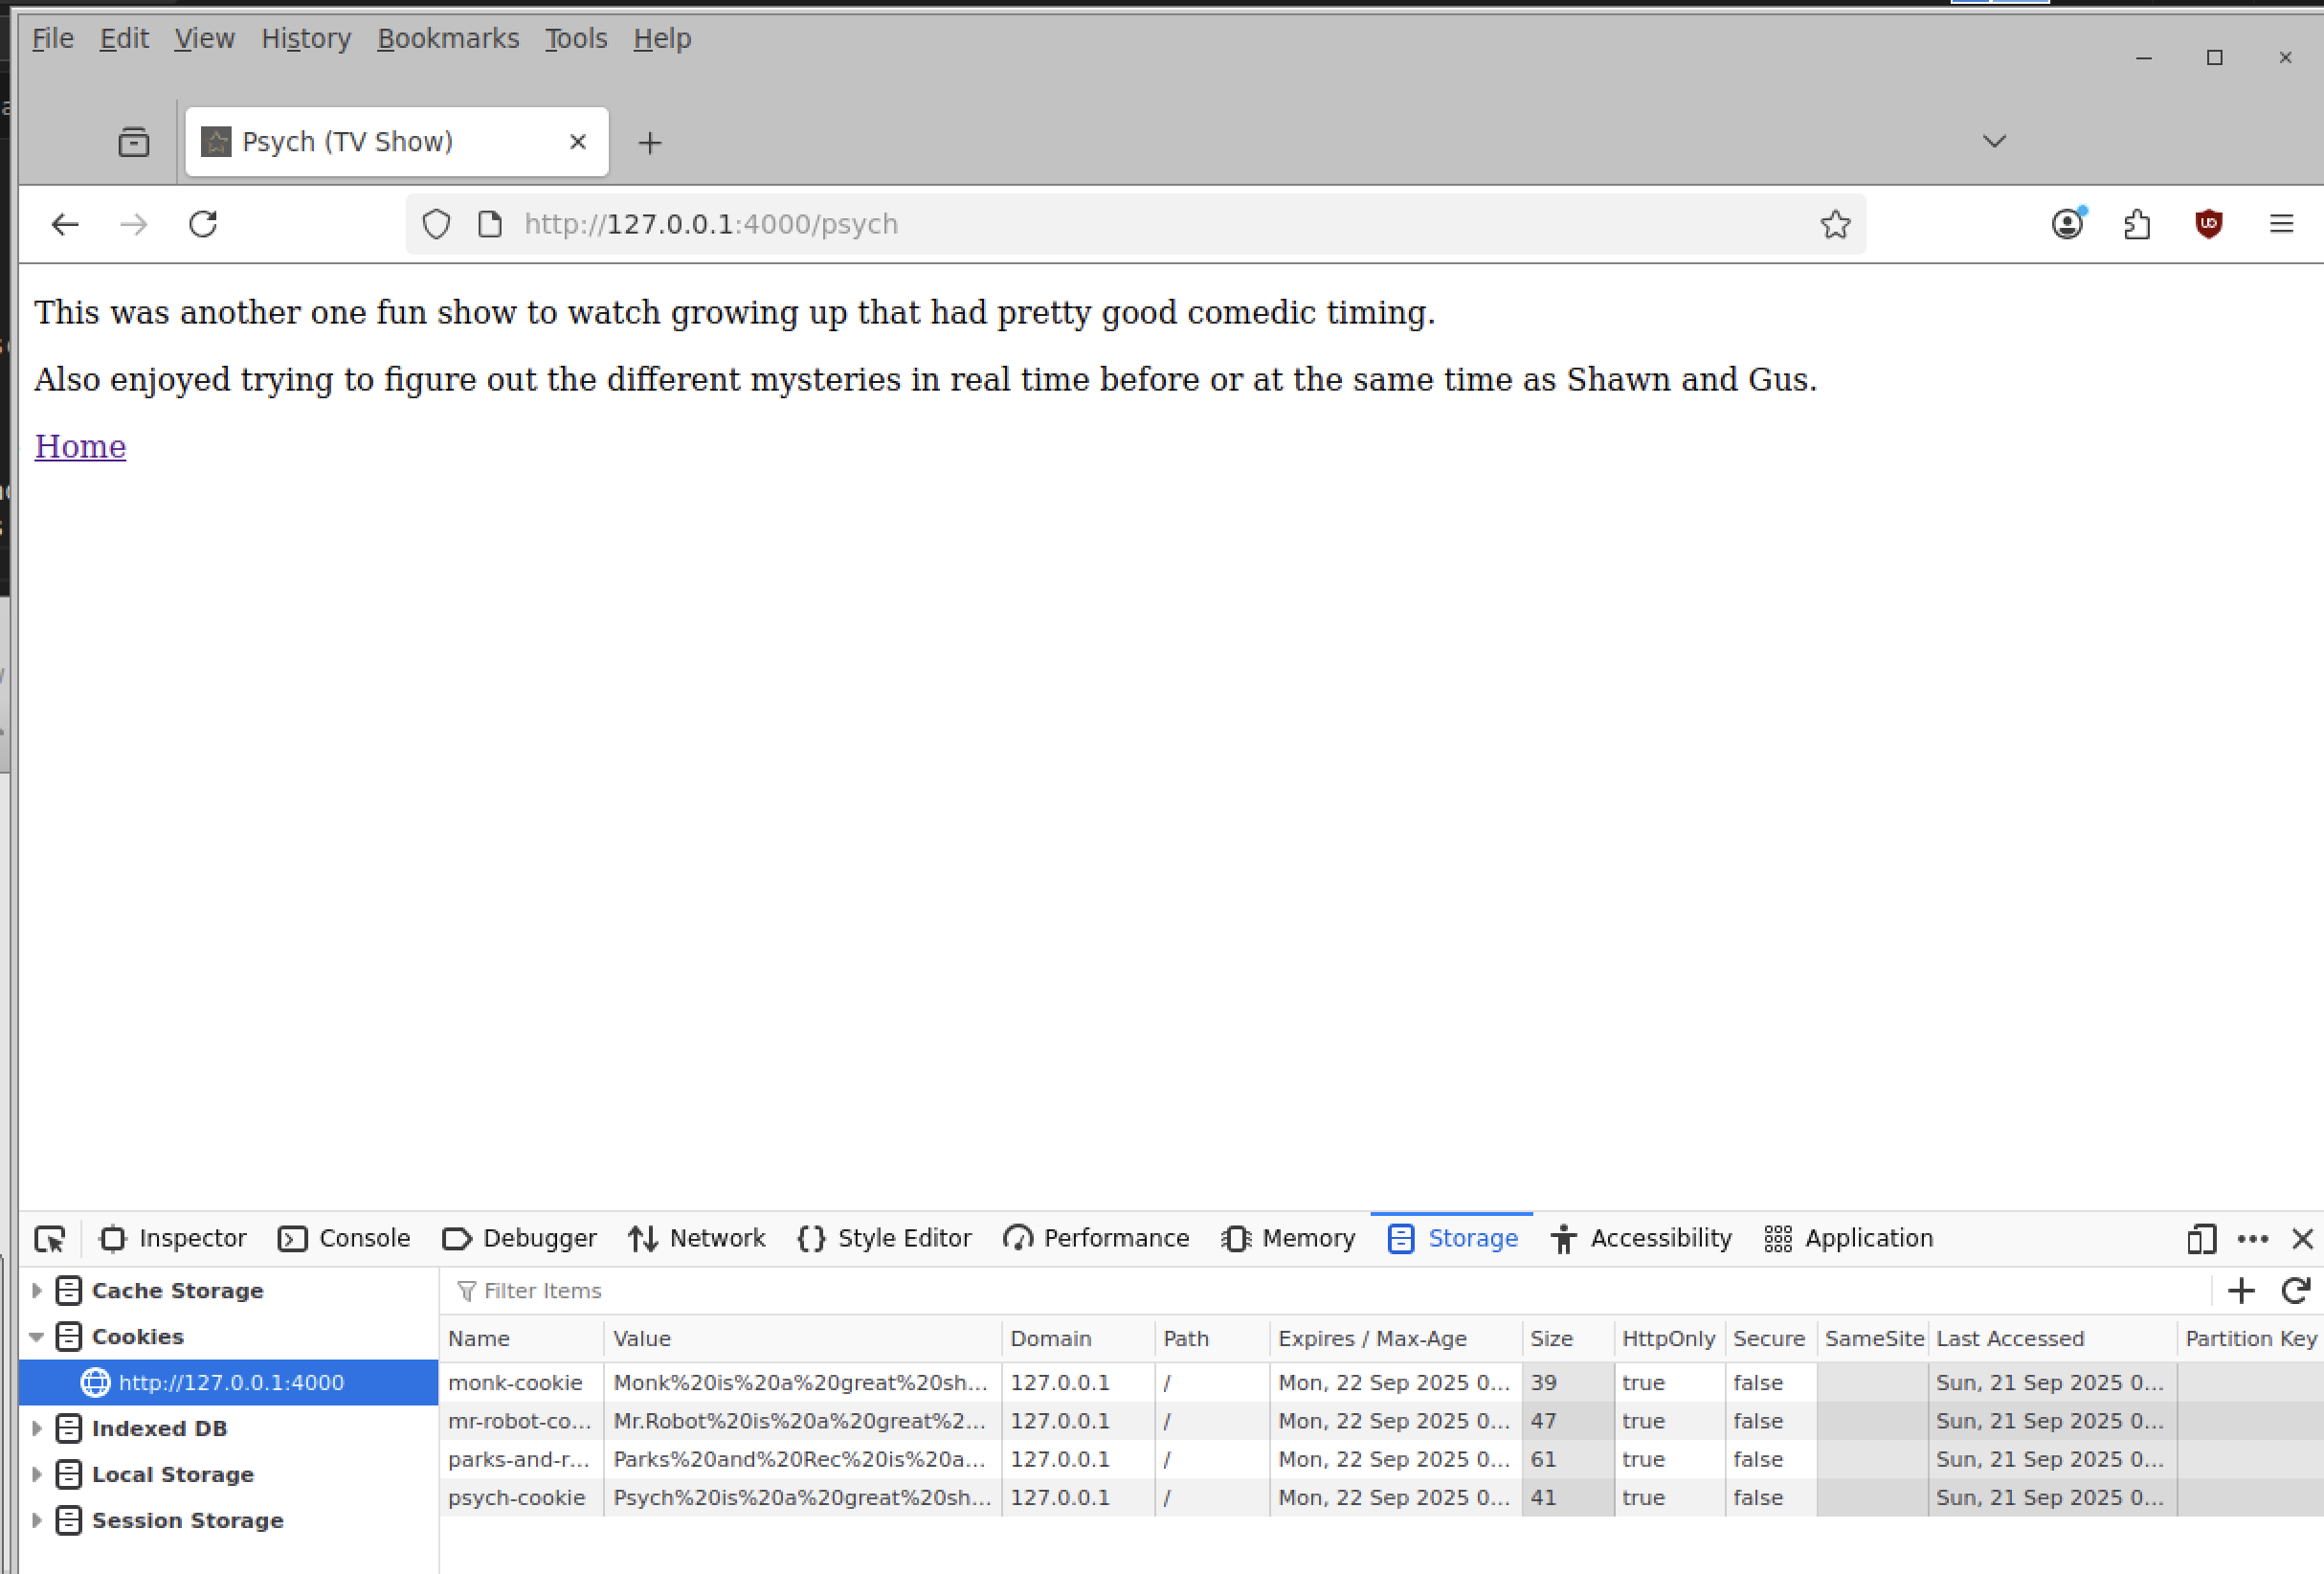 File Edit View History Bookmarks Tools Help
Psych (TV Show)
http://127.0.0.1:4000/psych
This was another one fun show to watch growing up that had pretty good comedic timing.
Also enjoyed trying to figure out the different mysteries in real time before or at the same time as Shawn and Gus.
Home
Inspector Console Debugger Network Style Editor Performance Memory Storage Accessibility Application
Cache Storage
Cookies
http://127.0.0.1:4000
Indexed DB
Local Storage
Session Storage
Filter Items
Name Value Domain Path Expires / Max-Age Size HttpOnly Secure SameSite Last Accessed Partition Key
monk-cookie Monk%20is%20a%20great%20sh... 127.0.0.1 / Mon, 22 Sep 2025 0... 39 true false Sun, 21 Sep 2025 0...
mr-robot-co... Mr.Robot%20is%20a%20great%2... 127.0.0.1 / Mon, 22 Sep 2025 0... 47 true false Sun, 21 Sep 2025 0...
parks-and-r... Parks%20and%20Rec%20is%20a... 127.0.0.1 / Mon, 22 Sep 2025 0... 61 true false Sun, 21 Sep 2025 0...
psych-cookie Psych%20is%20a%20great%20sh... 127.0.0.1 / Mon, 22 Sep 2025 0... 41 true false Sun, 21 Sep 2025 0...